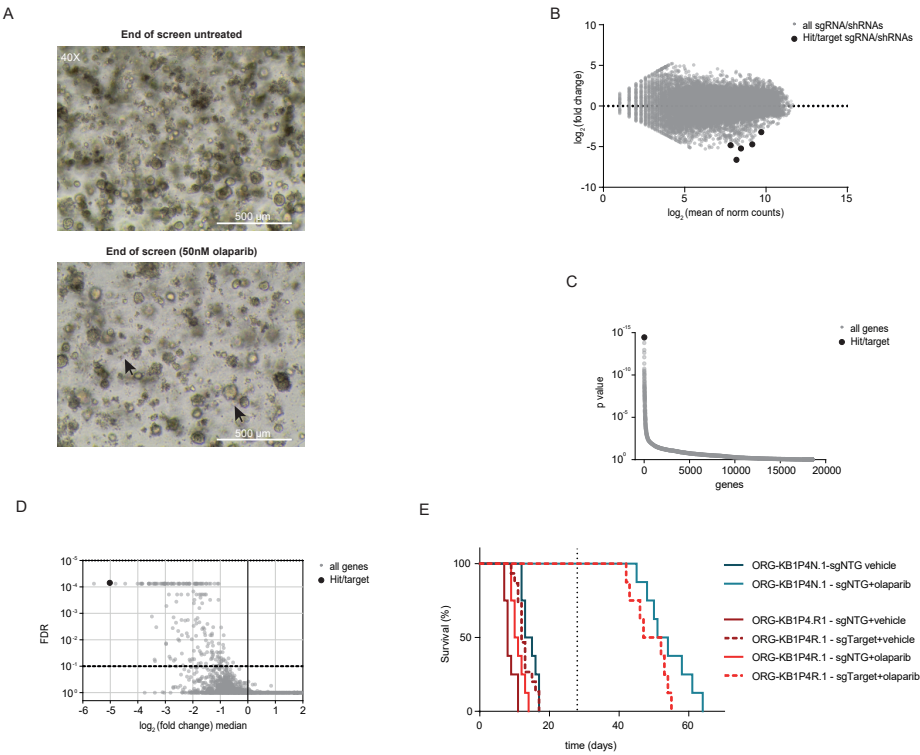 A
End of screen untreated
40X
500 µm
End of screen (50nM olaparib)
500 µm
B
all sgRNA/shRNAs
Hit/target sgRNA/shRNAs
log2(fold change)
10
5
0
-5
-10
0
5
10
15
log2(mean of norm counts)
C
all genes
Hit/target
p value
10-15
10-10
10-5
100
0
5000
10000
15000
20000
genes
D
all genes
Hit/target
FDR
10-5
10-4
10-3
10-2
10-1
100
-6
-5
-4
-3
-2
-1
0
1
2
log2(fold change) median
E
Survival (%)
100
50
0
0
20
40
60
time (days)
ORG-KB1P4N.1-sgNTG vehicle
ORG-KB1P4N.1 - sgNTG+olaparib
ORG-KB1P4.R1 - sgNTG+vehicle
ORG-KB1P4R.1 - sgTarget+vehicle
ORG-KB1P4R.1 - sgNTG+olaparib
ORG-KB1P4R.1 - sgTarget+olaparib